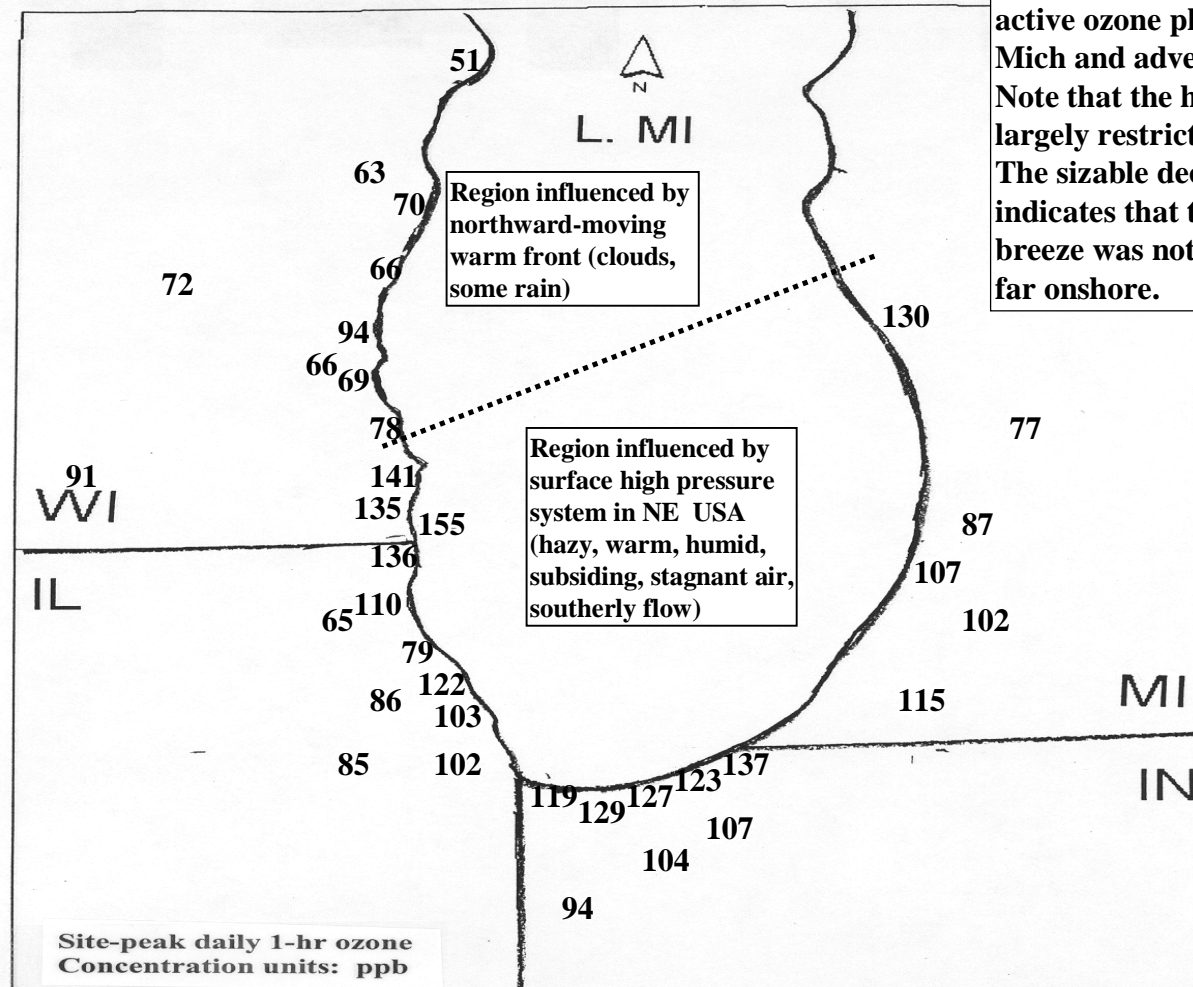 active ozone
Mich and
Note that the
largely
The sizable
indicates that
breeze was not
far onshore.
51
N
L. MI
63
70
Region influenced by
northward-moving
warm front (clouds,
some rain)
66
72
130
94
66
69
78
77
Region influenced by
surface high pressure
system in NE USA
(hazy, warm, humid,
subsiding, stagnant air,
southerly flow)
91
WI
141
135
155
136
87
107
IL
110
65
102
79
122
86
103
115
MI
85
102
137
123
127
119
129
IN
107
104
94
Site-peak daily 1-hr ozone
Concentration units: ppb